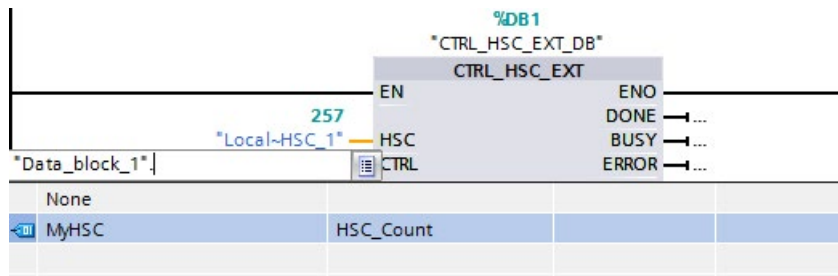 %DB1
"CTRL_HSC_EXT_DB"
CTRL_HSC_EXT
EN ENO
257 DONE ...
"Local~HSC_1" HSC BUSY ...
"Data_block_1". CTRL ERROR ...
None
MyHSC HSC_Count